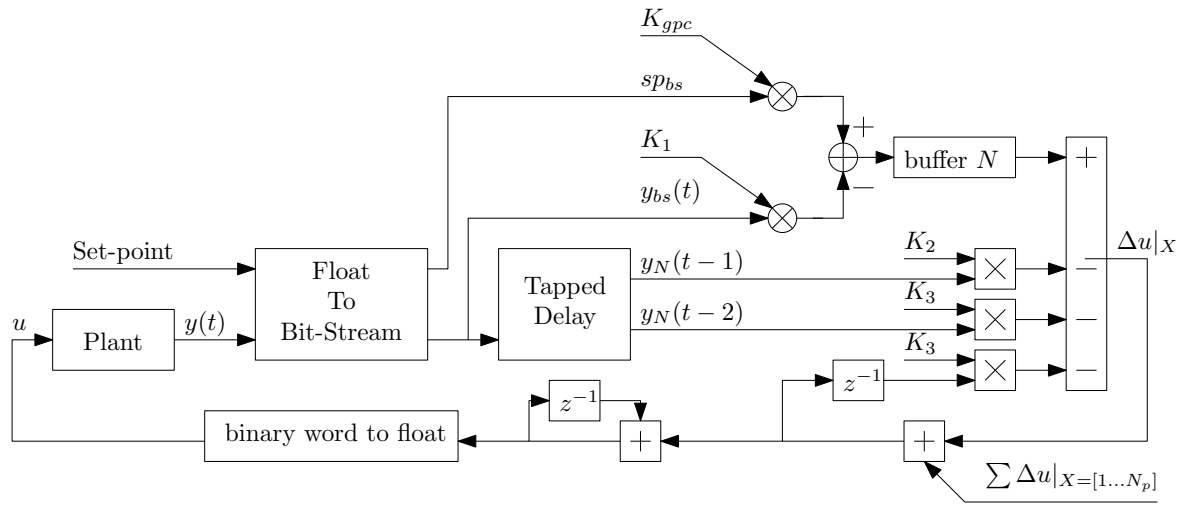 K_{gpc}
sp_{bs}
+
K_1
buffer N
+
y_{bs}(t)
−
Set-point
Float
To
Bit-Stream
Tapped
Delay
y_N(t − 1)
y_N(t − 2)
K_2
×
−
Δu|_X
K_3
×
−
K_3
×
−
u
Plant
y(t)
z^{-1}
z^{-1}
binary word to float
+
+
∑ Δu|_{X=[1...N_p]}